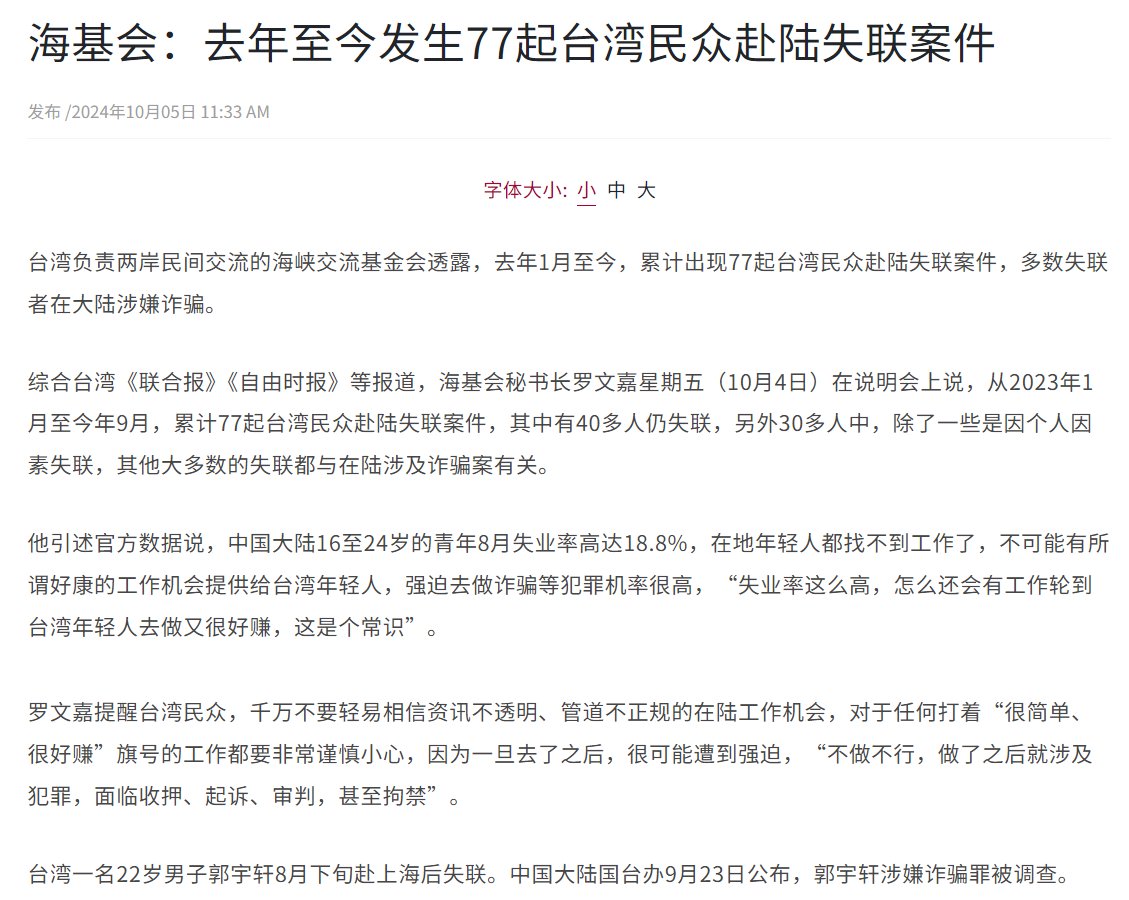 海基会：去年至今发生77起台湾民众赴陆失联案件
发布 /2024年10月05日 11:33 AM
字体大小: 小 中 大
台湾负责两岸民间交流的海峡交流基金会透露，去年1月至今，累计出现77起台湾民众赴陆失联案件，多数失联
者在大陆涉嫌诈骗。
综合台湾《联合报》《自由时报》等报道，海基会秘书长罗文嘉星期五（10月4日）在说明会上说，从2023年1
月至今年9月，累计77起台湾民众赴陆失联案件，其中有40多人仍失联，另外30多人中，除了一些是因个人因
素失联，其他大多数的失联都与在陆涉及诈骗案有关。
他引述官方数据说，中国大陆16至24岁的青年8月失业率高达18.8%，在地年轻人都找不到工作了，不可能有所
谓好康的工作机会提供给台湾年轻人，强迫去做诈骗等犯罪机率很高，“失业率这么高，怎么还会有工作轮到
台湾年轻人去做又很好赚，这是个常识”。
罗文嘉提醒台湾民众，千万不要轻易相信资讯不透明、管道不正规的在陆工作机会，对于任何打着“很简单、
很好赚”旗号的工作都要非常谨慎小心，因为一旦去了之后，很可能遭到强迫，“不做不行，做了之后就涉及
犯罪，面临收押、起诉、审判，甚至拘禁”。
台湾一名22岁男子郭宇轩8月下旬赴上海后失联。中国大陆国台办9月23日公布，郭宇轩涉嫌诈骗罪被调查。